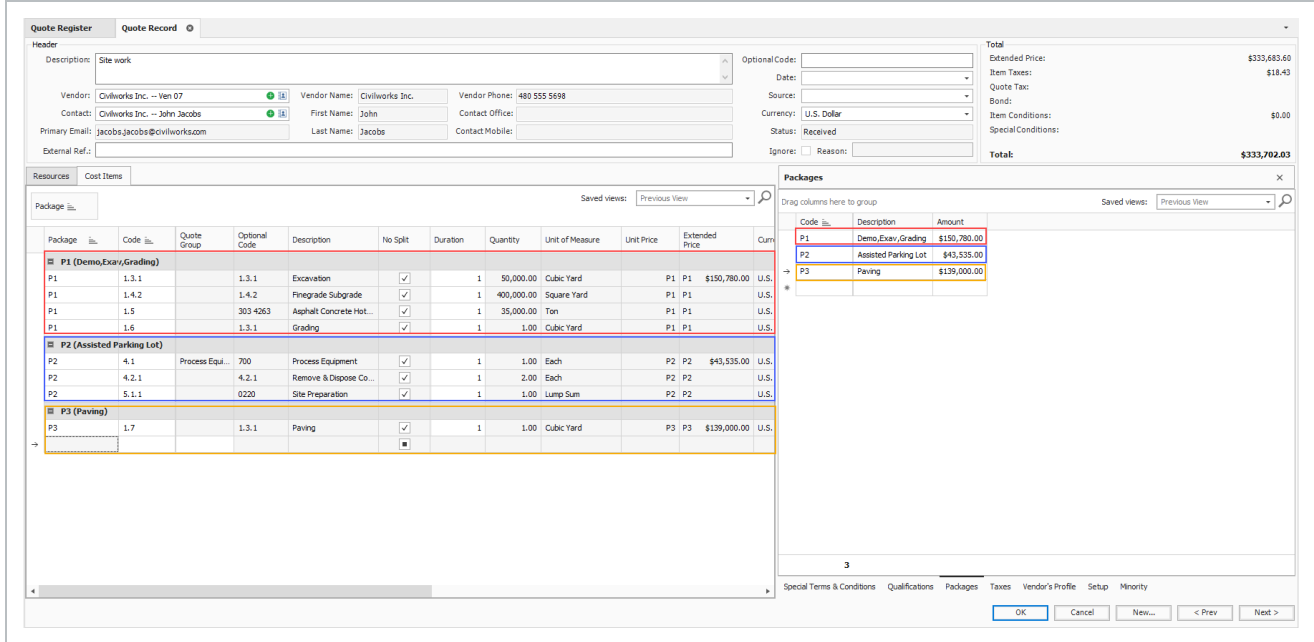 Quote Register Quote Record
Header
Description: Site work
Optional Code:
Date:
Vendor: Civilworks Inc. -- Ven 07 Vendor Name: Civilworks Inc. Vendor Phone: 480 555 5698 Source:
Contact: Civilworks Inc. -- John Jacobs First Name: John Contact Office: Currency: U.S. Dollar
Primary Email: jacobs.jacobs@civilworks.com Last Name: Jacobs Contact Mobile: Status: Received
External Ref.: Ignore: Reason:
Total
Extended Price: $333,683.60
Item Taxes: $18.43
Quote Tax:
Bond:
Item Conditions: $0.00
Special Conditions:
Total: $333,702.03
Resources Cost Items
Package Saved views: Previous View
Package Code Quote Group Optional Code Description No Split Duration Quantity Unit of Measure Unit Price Extended Price Curr
P1 (Demo,Exav,Grading)
P1 1.3.1 1.3.1 Excavation 1 50,000.00 Cubic Yard P1 P1 $150,780.00 U.S.
P1 1.4.2 1.4.2 Finegrade Subgrade 1 400,000.00 Square Yard P1 P1 U.S.
P1 1.5 303 4263 Asphalt Concrete Hot... 1 35,000.00 Ton P1 P1 U.S.
P1 1.6 1.3.1 Grading 1 1.00 Cubic Yard P1 P1 U.S.
P2 (Assisted Parking Lot)
P2 4.1 Process Equi... 700 Process Equipment 1 1.00 Each P2 P2 $43,535.00 U.S.
P2 4.2.1 4.2.1 Remove & Dispose Co... 1 2.00 Each P2 P2 U.S.
P2 5.1.1 0220 Site Preparation 1 1.00 Lump Sum P2 P2 U.S.
P3 (Paving)
P3 1.7 1.3.1 Paving 1 1.00 Cubic Yard P3 P3 $139,000.00 U.S.
Packages
Drag columns here to group Saved views: Previous View
Code Description Amount
P1 Demo,Exav,Grading $150,780.00
P2 Assisted Parking Lot $43,535.00
P3 Paving $139,000.00
3
Special Terms & Conditions Qualifications Packages Taxes Vendor's Profile Setup Minority
OK Cancel New... < Prev Next >